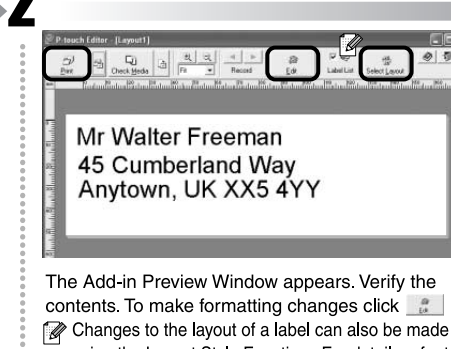 2
P-touch Editor - [Layout1]
Print Check Media Fit Record Edit Label List Select Layout
Mr Walter Freeman
45 Cumberland Way
Anytown, UK XX5 4YY
The Add-in Preview Window appears. Verify the
contents. To make formatting changes click Edit
Changes to the layout of a label can also be made